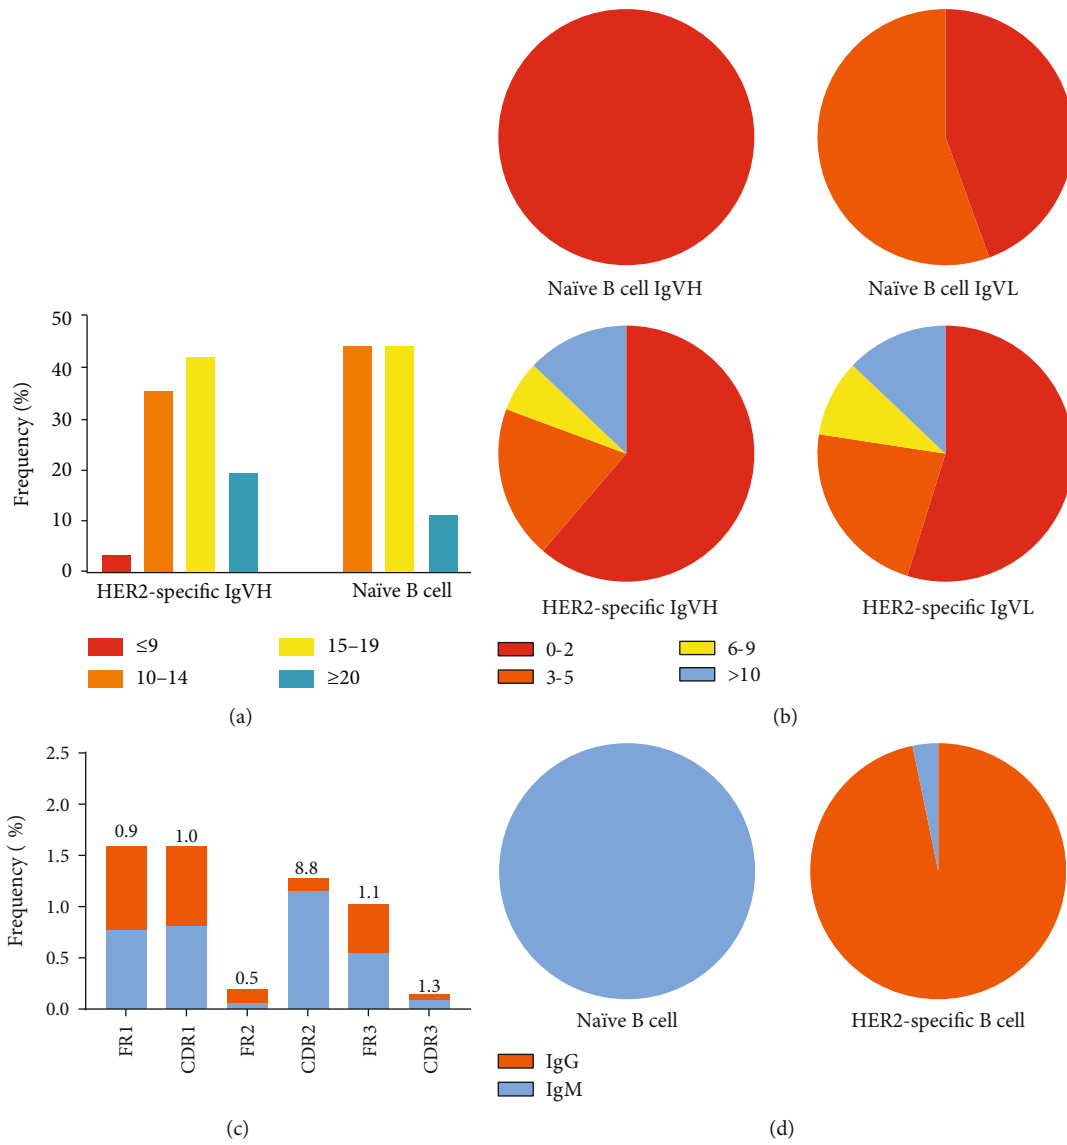 Naïve B cell IgVH
Naïve B cell IgVL
Frequency (%)
50
40
30
20
10
0
HER2-specific IgVH
Naïve B cell
≤9
15–19
10–14
≥20
(a)
HER2-specific IgVH
HER2-specific IgVL
0-2
6-9
3-5
>10
(b)
Frequency ( %)
2.5
2.0
1.5
1.0
0.5
0.0
0.9
1.0
0.5
8.8
1.1
1.3
FR1
CDR1
FR2
CDR2
FR3
CDR3
(c)
Naïve B cell
HER2-specific B cell
IgG
IgM
(d)